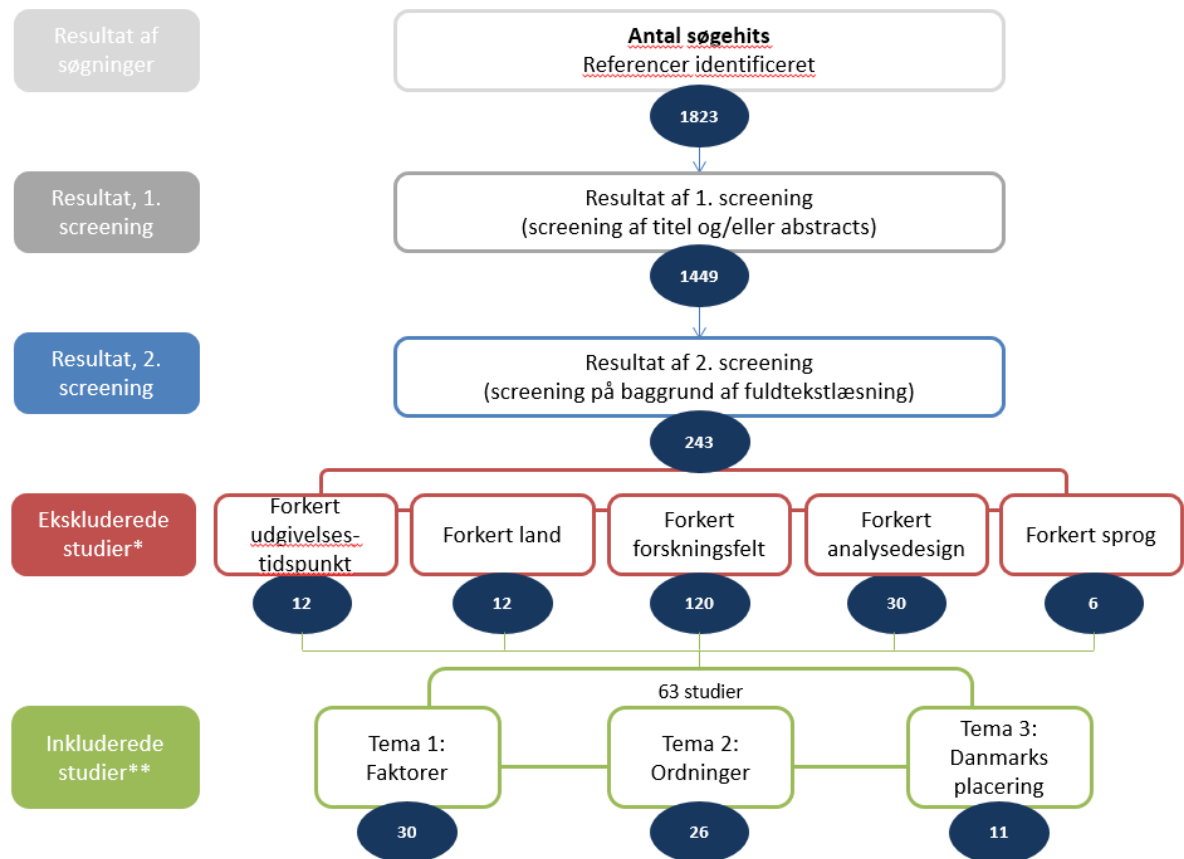 Resultat af
søgninger
Antal søgehits
Referencer identificeret
1823
Resultat, 1.
screening
Resultat af 1. screening
(screening af titel og/eller abstracts)
1449
Resultat, 2.
screening
Resultat af 2. screening
(screening på baggrund af fuldtekstlæsning)
243
Ekskluderede
studier*
Forkert
udgivelses-
tidspunkt
Forkert land
Forkert
forskningsfelt
Forkert
analysedesign
Forkert sprog
12
12
120
30
6
63 studier
Inkluderede
studier**
Tema 1:
Faktorer
Tema 2:
Ordninger
Tema 3:
Danmarks
placering
30
26
11